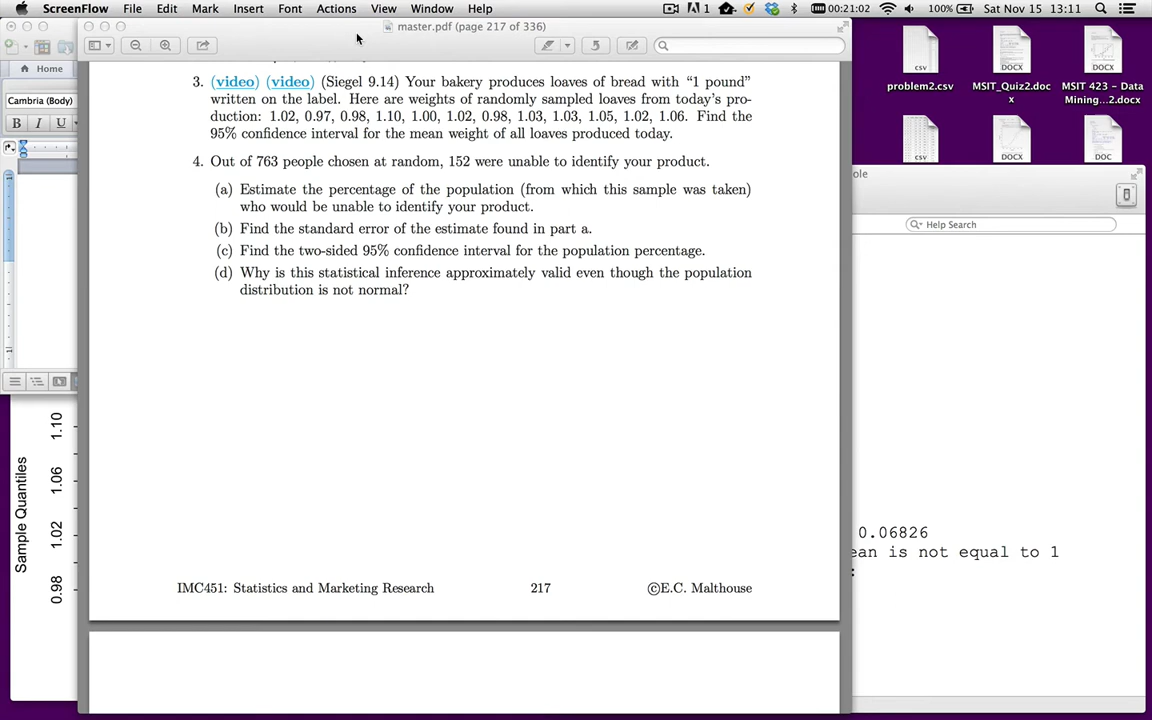 ScreenFlow File Edit Mark Insert Font Actions View Window Help 1 00:21:02 100% Sat Nov 15 13:11
master.pdf (page 217 of 336)
Home
Cambria (Body)
B I U
3. (video) (video) (Siegel 9.14) Your bakery produces loaves of bread with “1 pound”
written on the label. Here are weights of randomly sampled loaves from today’s pro-
duction: 1.02, 0.97, 0.98, 1.10, 1.00, 1.02, 0.98, 1.03, 1.03, 1.05, 1.02, 1.06. Find the
95% confidence interval for the mean weight of all loaves produced today.
4. Out of 763 people chosen at random, 152 were unable to identify your product.
(a) Estimate the percentage of the population (from which this sample was taken)
who would be unable to identify your product.
(b) Find the standard error of the estimate found in part a.
(c) Find the two-sided 95% confidence interval for the population percentage.
(d) Why is this statistical inference approximately valid even though the population
distribution is not normal?
IMC451: Statistics and Marketing Research 217 ©E.C. Malthouse
problem2.csv
MSIT_Quiz2.doc
x
MSIT 423 - Data
Mining...2.docx
csv
DOCX
DOCX
csv
DOCX
DOC
ole
Help Search
0.06826
ean is not equal to 1
:
Sample Quantiles
1.10
1.06
1.02
0.98